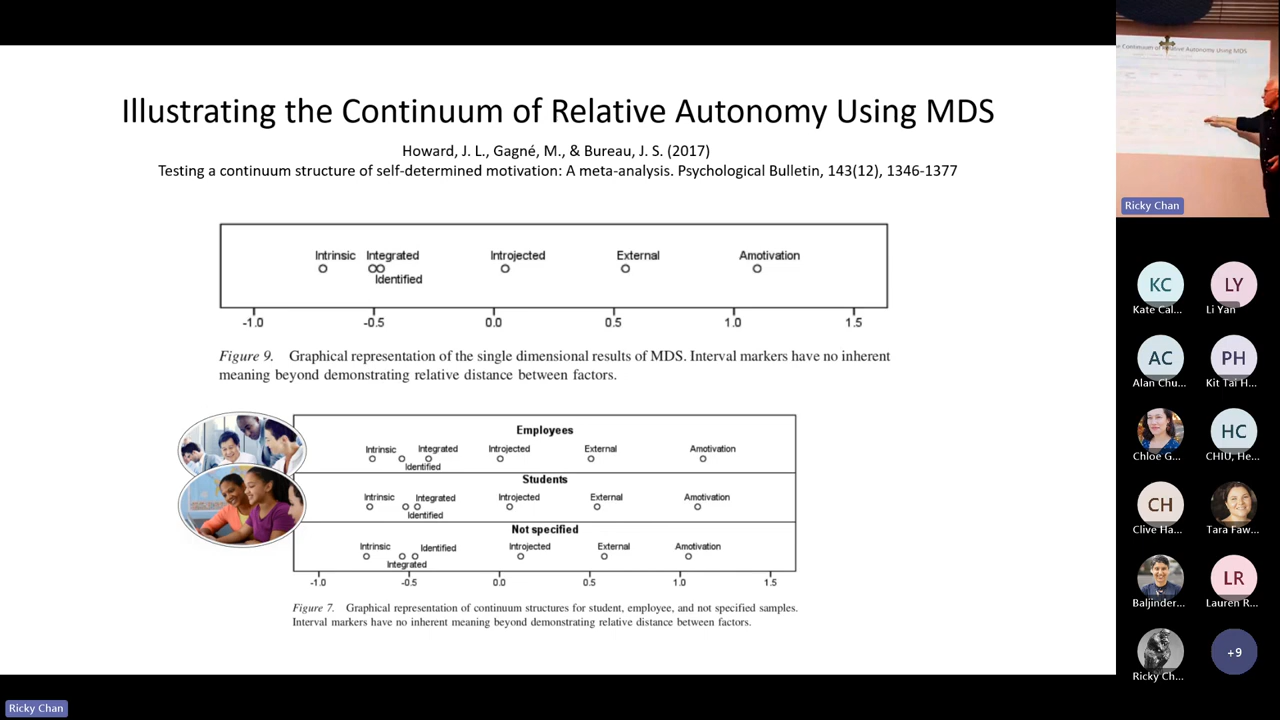 Illustrating the Continuum of Relative Autonomy Using MDS
Howard, J. L., Gagné, M., & Bureau, J. S. (2017)
Testing a continuum structure of self-determined motivation: A meta-analysis. Psychological Bulletin, 143(12), 1346-1377
Intrinsic Integrated Introjected External Amotivation
Identified
-1.0 -0.5 0.0 0.5 1.0 1.5
Figure 9. Graphical representation of the single dimensional results of MDS. Interval markers have no inherent
meaning beyond demonstrating relative distance between factors.
Employees
Intrinsic Integrated Introjected External Amotivation
Identified
Students
Intrinsic Integrated Introjected External Amotivation
Identified
Not specified
Intrinsic Identified Introjected External Amotivation
Integrated
-1.0 -0.5 0.0 0.5 1.0 1.5
Figure 7. Graphical representation of continuum structures for student, employee, and not specified samples.
Interval markers have no inherent meaning beyond demonstrating relative distance between factors.
Ricky Chan
Continuum of Relative Autonomy Using MDS
Ricky Chan
KC LY
Kate Cal... Li Yan
AC PH
Alan Chu... Kit Tai H...
HC
Chloe G... CHIU, He...
CH
Clive Ha... Tara Faw...
LR
Baljinder... Lauren R...
+9
Ricky Ch...